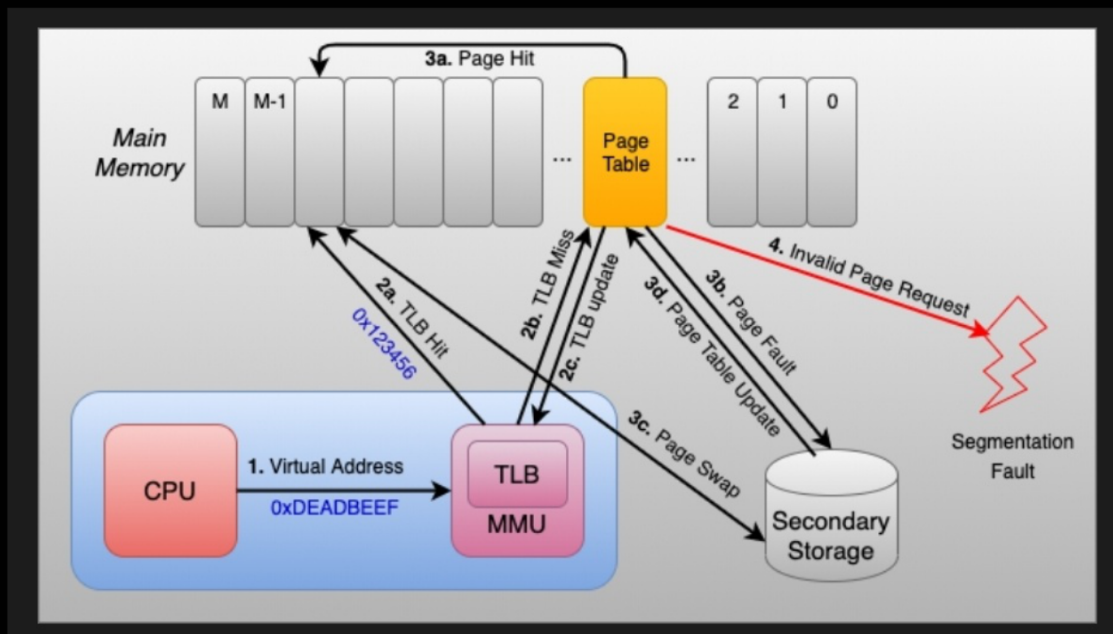 3a. Page Hit
M
M-1
2
1
0
Main
Memory
...
Page
Table
...
4. Invalid Page Request
2a. TLB Hit
0x123456
2b. TLB Miss
2c. TLB update
3d. Page Table Update
3b. Page Fault
3c. Page Swap
Segmentation
Fault
CPU
1. Virtual Address
0xDEADBEEF
TLB
MMU
Secondary
Storage